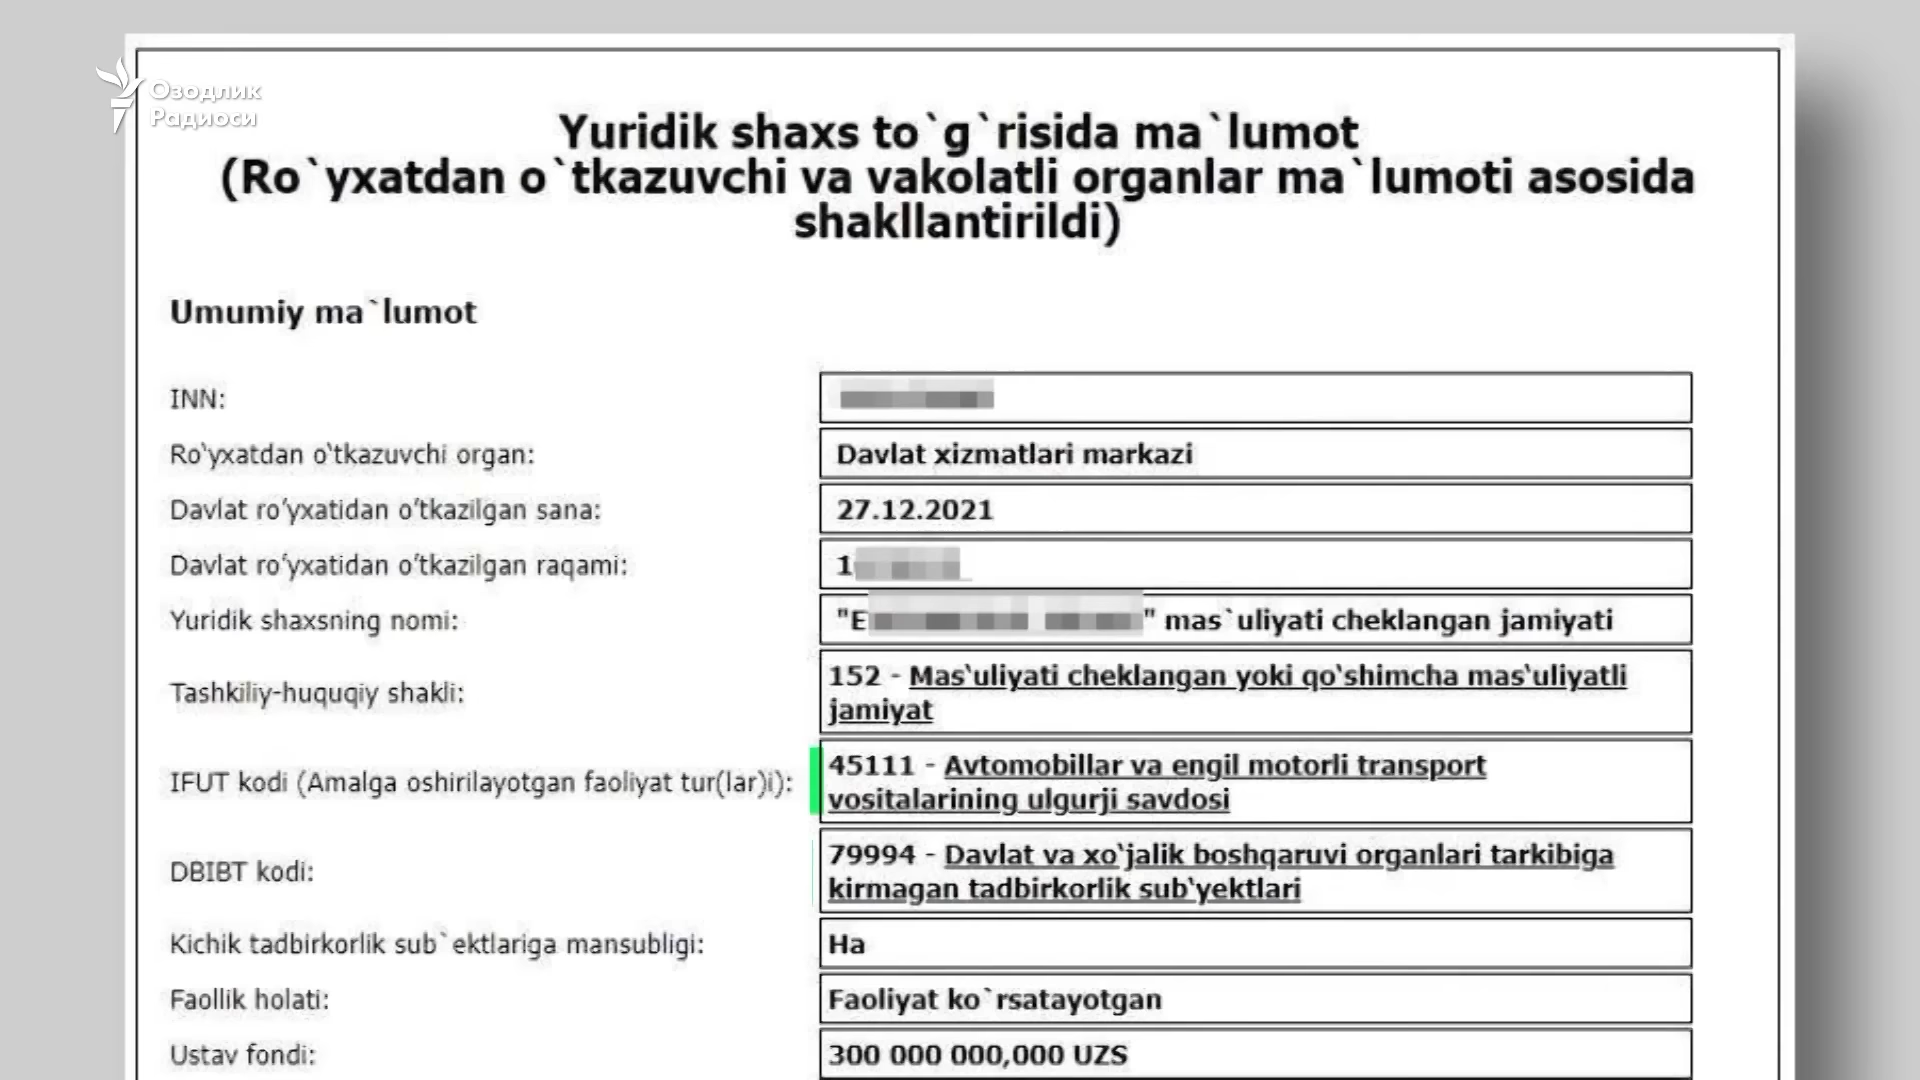 Озодлик
Радиоси
Yuridik shaxs to`g`risida ma`lumot
(Ro`yxatdan o`tkazuvchi va vakolatli organlar ma`lumoti asosida
shakllantirildi)
Umumiy ma`lumot
INN:
Ro‘yxatdan o‘tkazuvchi organ:
Davlat xizmatlari markazi
Davlat ro’yxatidan o’tkazilgan sana:
27.12.2021
Davlat ro’yxatidan o’tkazilgan raqami:
1
Yuridik shaxsning nomi:
"E " mas`uliyati cheklangan jamiyati
Tashkiliy-huquqiy shakli:
152 - Mas‘uliyati cheklangan yoki qo‘shimcha mas‘uliyatli
jamiyat
IFUT kodi (Amalga oshirilayotgan faoliyat tur(lar)i):
45111 - Avtomobillar va engil motorli transport
vositalarining ulgurji savdosi
DBIBT kodi:
79994 - Davlat va xo‘jalik boshqaruvi organlari tarkibiga
kirmagan tadbirkorlik sub‘yektlari
Kichik tadbirkorlik sub`ektlariga mansubligi:
Ha
Faollik holati:
Faoliyat ko`rsatayotgan
Ustav fondi:
300 000 000,000 UZS